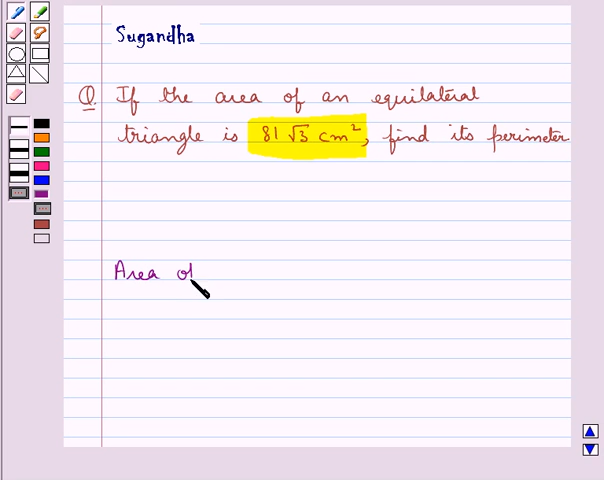 Sugandha
Q. If the area of an equilateral
triangle is 81 √3 cm², find its perimeter
Area of